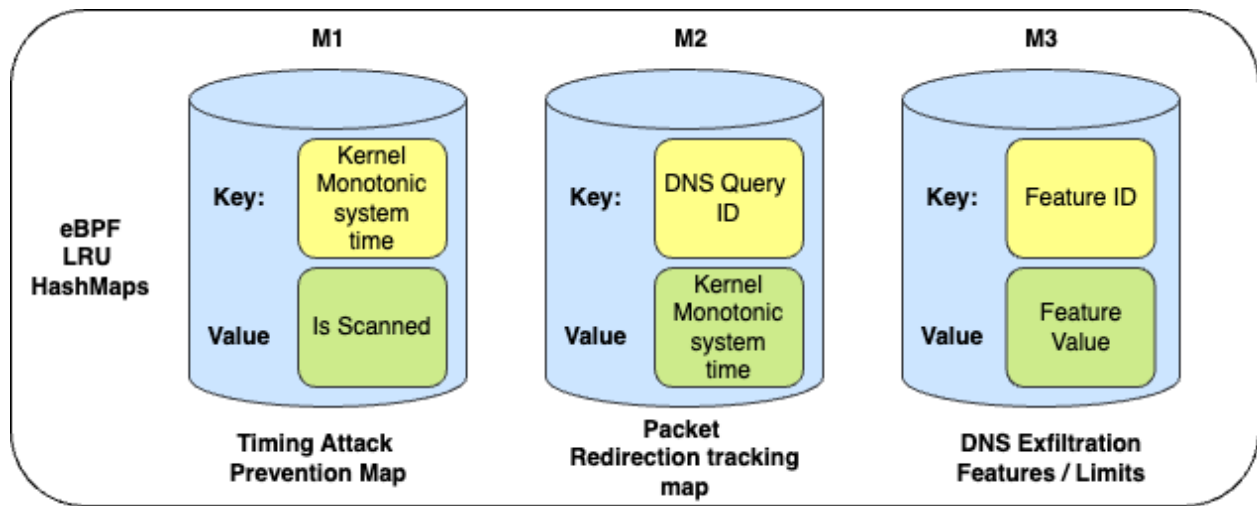 M1
M2
M3
eBPF
LRU
HashMaps
Key:
Kernel
Monotonic
system
time
Value
Is Scanned
Timing Attack
Prevention Map
Key:
DNS Query
ID
Value
Kernel
Monotonic
system
time
Packet
Redirection tracking
map
Key:
Feature ID
Value
Feature
Value
DNS Exfiltration
Features / Limits